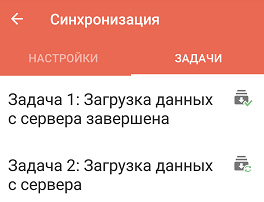 Синхронизация
НАСТРОЙКИ ЗАДАЧИ
Задача 1: Загрузка данных
с сервера завершена
Задача 2: Загрузка данных
с сервера